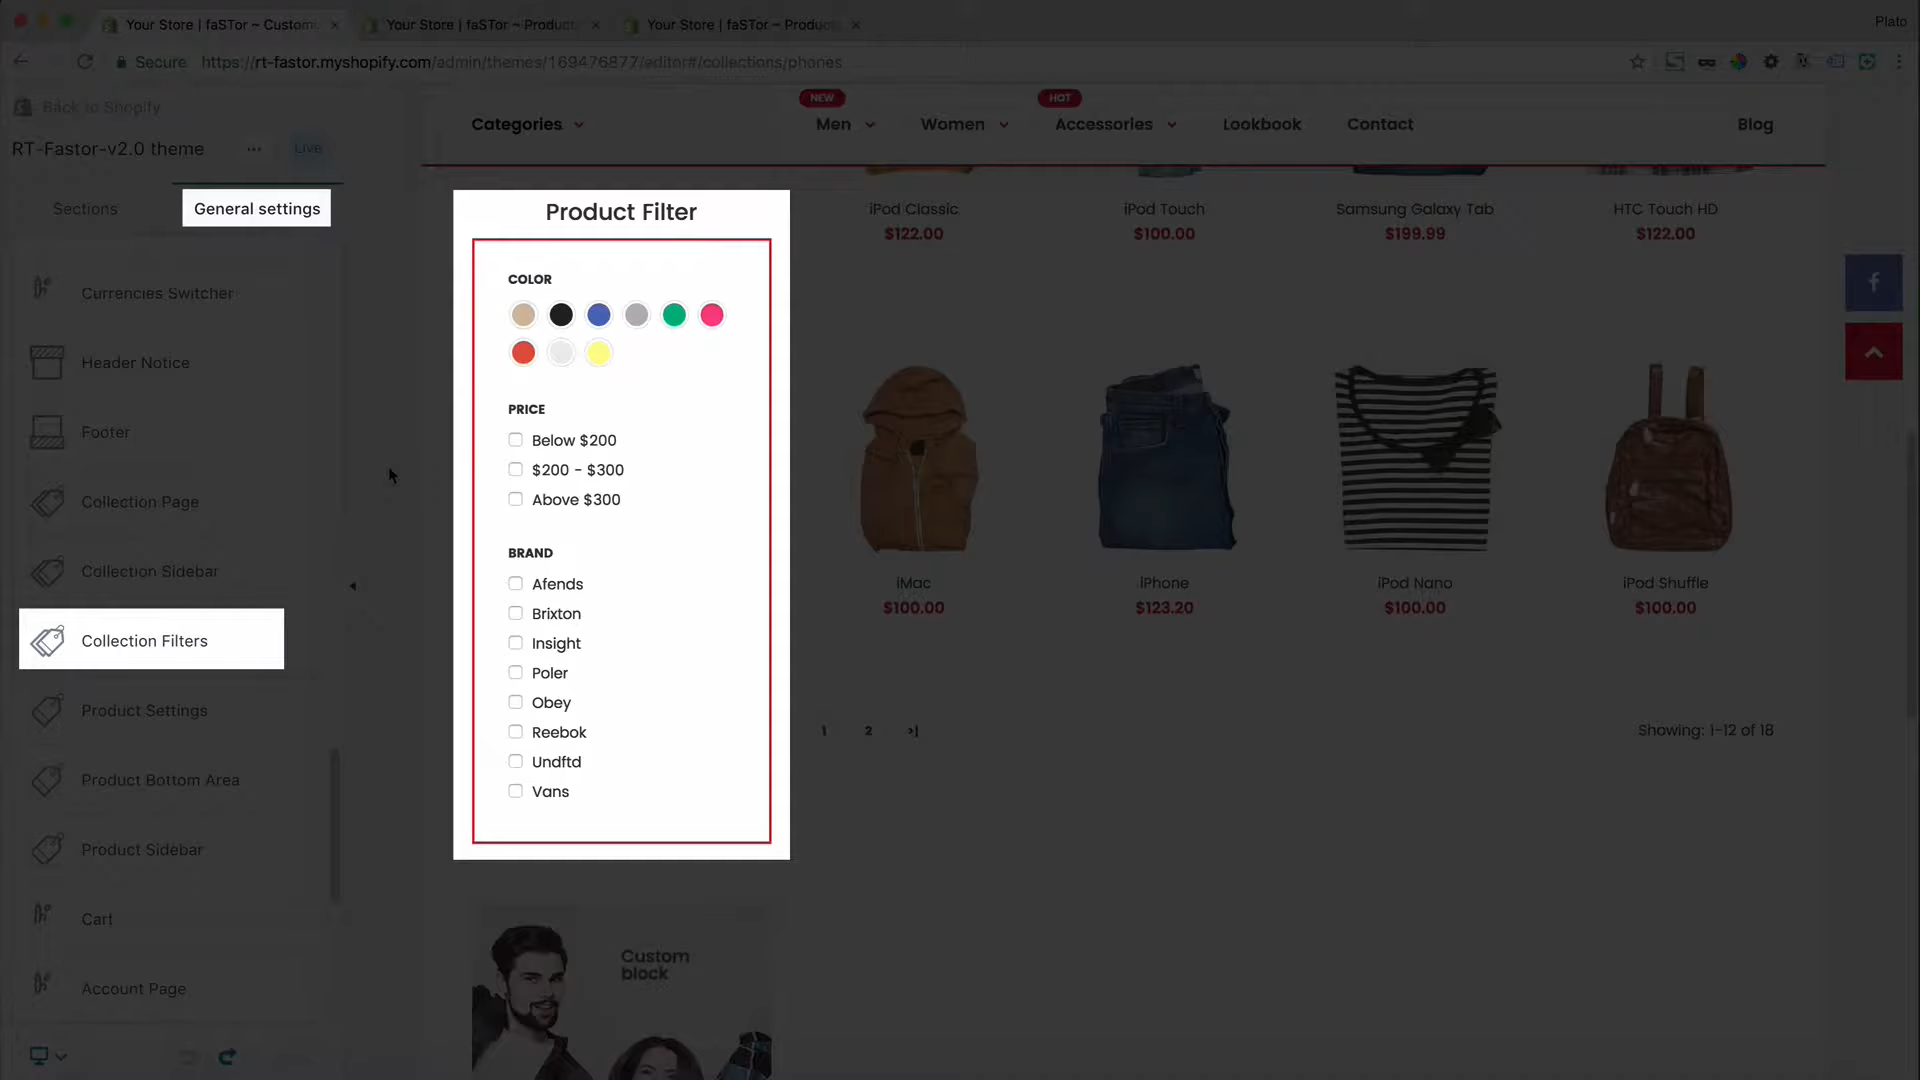 Your Store | faSTor ~ Custom
Your Store | faSTor ~ Product
Your Store | faSTor ~ Product
Plato
Secure
https://rt-fastor.myshopify.com/admin/themes/169476877/editor#/collections/phones
Back to Shopify
RT-Fastor-v2.0 theme
...
Live
Sections
General settings
Currencies Switcher
Header Notice
Footer
Collection Page
Collection Sidebar
Collection Filters
Product Settings
Product Bottom Area
Product Sidebar
Cart
Account Page
NEW
HOT
Categories
Men
Women
Accessories
Lookbook
Contact
Blog
Product Filter
COLOR
PRICE
Below $200
$200 - $300
Above $300
BRAND
Afends
Brixton
Insight
Poler
Obey
Reebok
Undftd
Vans
iPod Classic
$122.00
iPod Touch
$100.00
Samsung Galaxy Tab
$199.99
HTC Touch HD
$122.00
iMac
$100.00
iPhone
$123.20
iPod Nano
$100.00
iPod Shuffle
$100.00
1
2
>|
Showing: 1-12 of 18
Custom
block
f